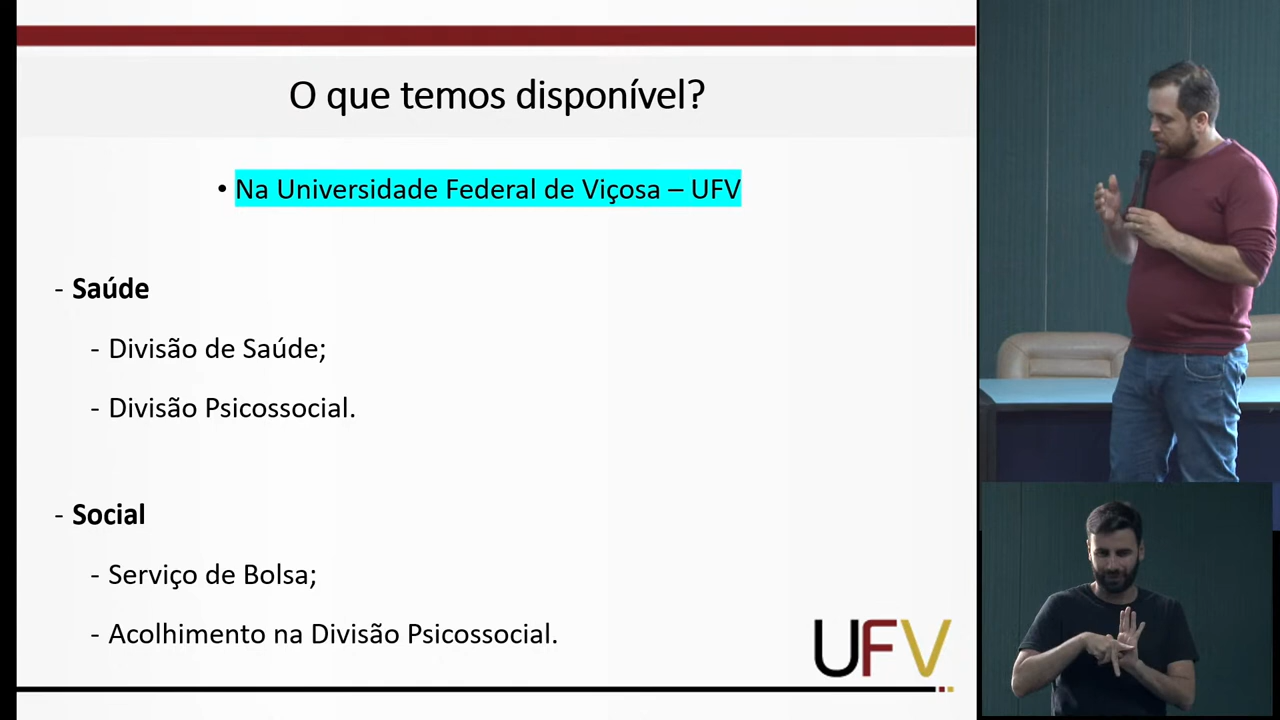 O que temos disponível?
• Na Universidade Federal de Viçosa – UFV
- Saúde
- Divisão de Saúde;
- Divisão Psicossocial.
- Social
- Serviço de Bolsa;
- Acolhimento na Divisão Psicossocial.
UFV